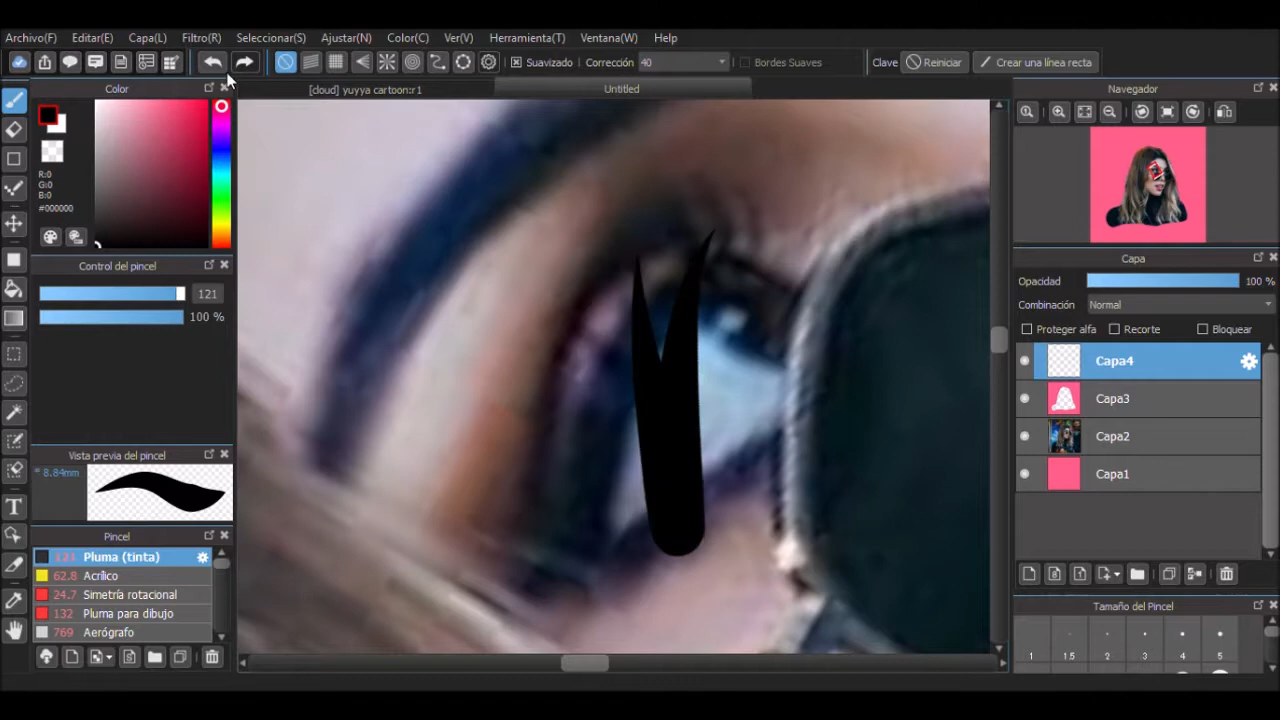 Archivo(F) Editar(E) Capa(L) Filtro(R) Seleccionar(S) Ajustar(N) Color(C) Ver(V) Herramienta(T) Ventana(W) Help
Suavizado Corrección 40 Bordes Suaves Clave Reiniciar Crear una línea recta
Color
[cloud] yuyya cartoon:r1 Untitled
Navegador
R:0
G:0
B:0
#000000
Control del pincel
121
100 %
Capa
Opacidad 100 %
Combinación Normal
Proteger alfa Recorte Bloquear
Capa4
Capa3
Capa2
Capa1
Vista previa del pincel
* 8.84mm
Pincel
121 Pluma (tinta)
62.8 Acrílico
24.7 Simetría rotacional
132 Pluma para dibujo
769 Aerógrafo
Tamaño del Pincel
1 1.5 2 3 4 5
T